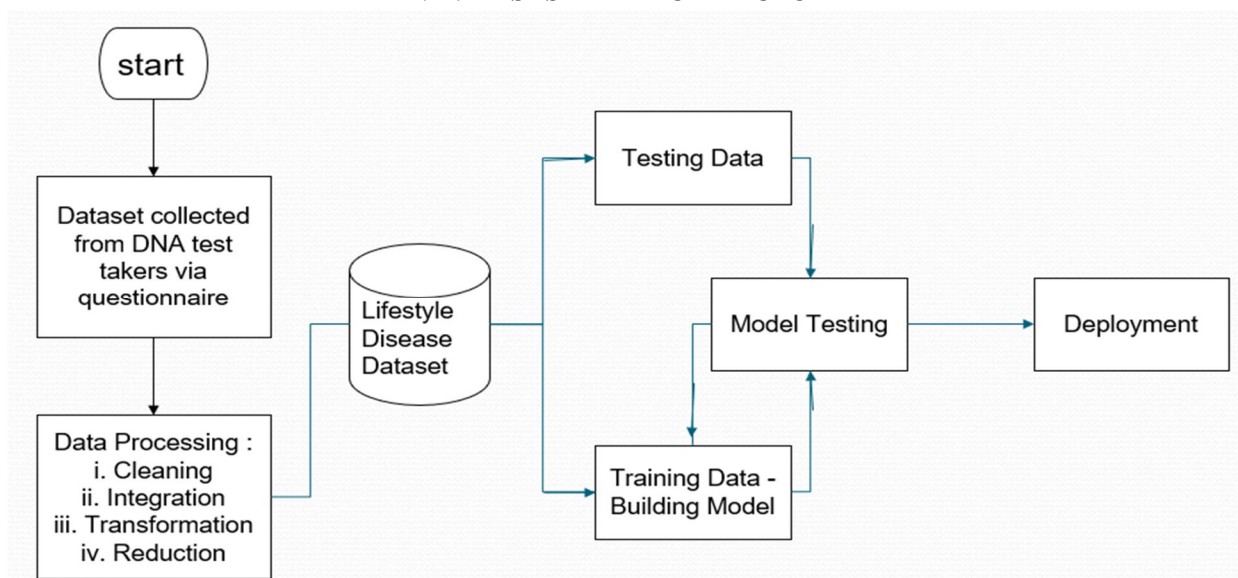 start
Dataset collected
from DNA test
takers via
questionnaire
Data Processing :
i. Cleaning
ii. Integration
iii. Transformation
iv. Reduction
Lifestyle
Disease
Dataset
Testing Data
Training Data -
Building Model
Model Testing
Deployment